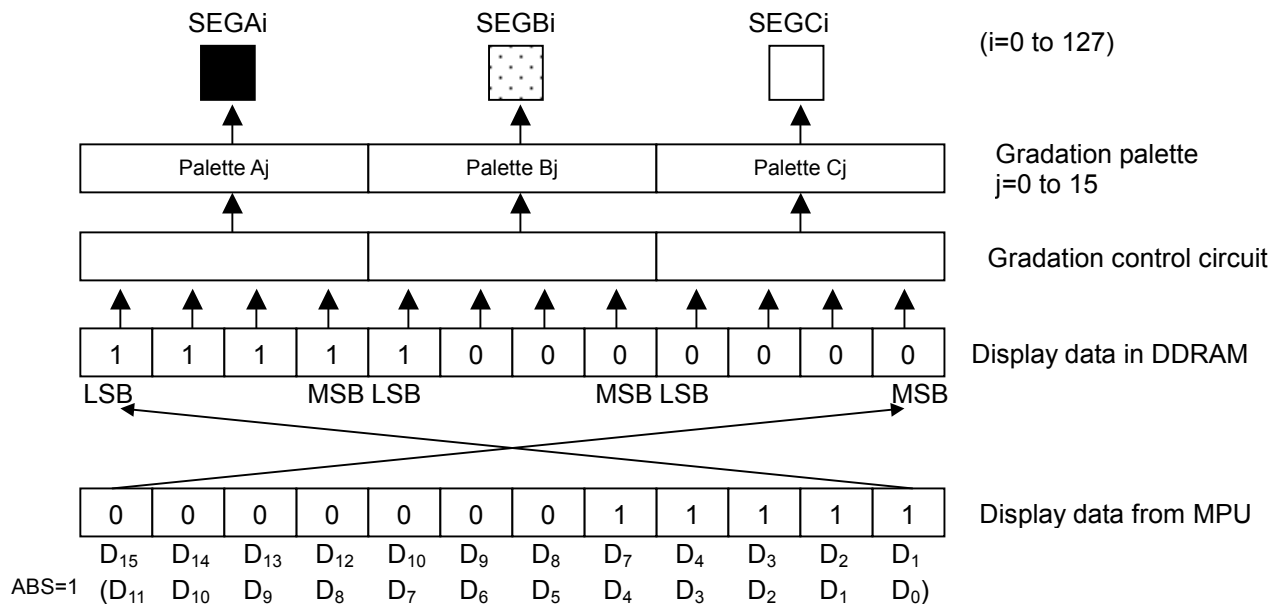 SEGAi SEGBi SEGCi (i=0 to 127)
Palette Aj Palette Bj Palette Cj Gradation palette
j=0 to 15
Gradation control circuit
1 1 1 1 1 0 0 0 0 0 0 0 Display data in DDRAM
LSB MSB LSB MSB LSB MSB
0 0 0 0 0 0 0 1 1 1 1 1 Display data from MPU
D15 D14 D13 D12 D10 D9 D8 D7 D4 D3 D2 D1
ABS=1 (D11 D10 D9 D8 D7 D6 D5 D4 D3 D2 D1 D0)